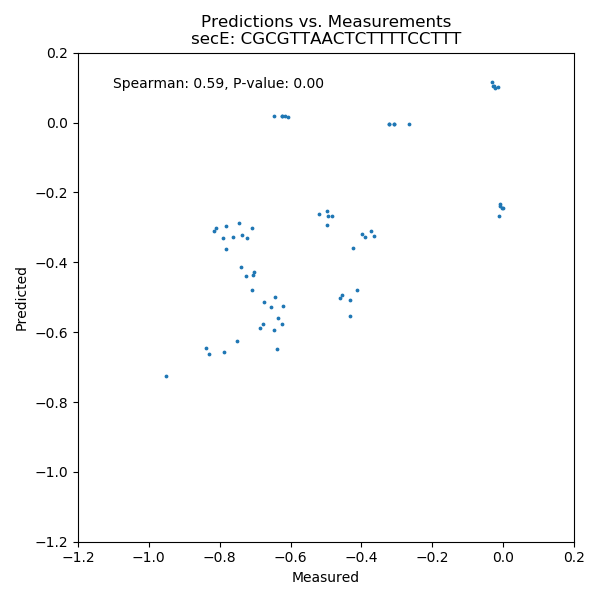 Predictions vs. Measurements
secE: CGCGTTAACTCTTTTCCTTT
Spearman: 0.59, P-value: 0.00
0.2
0.0
−0.2
−0.4
−0.6
−0.8
−1.0
−1.2
Predicted
−1.2 −1.0 −0.8 −0.6 −0.4 −0.2 0.0 0.2
Measured